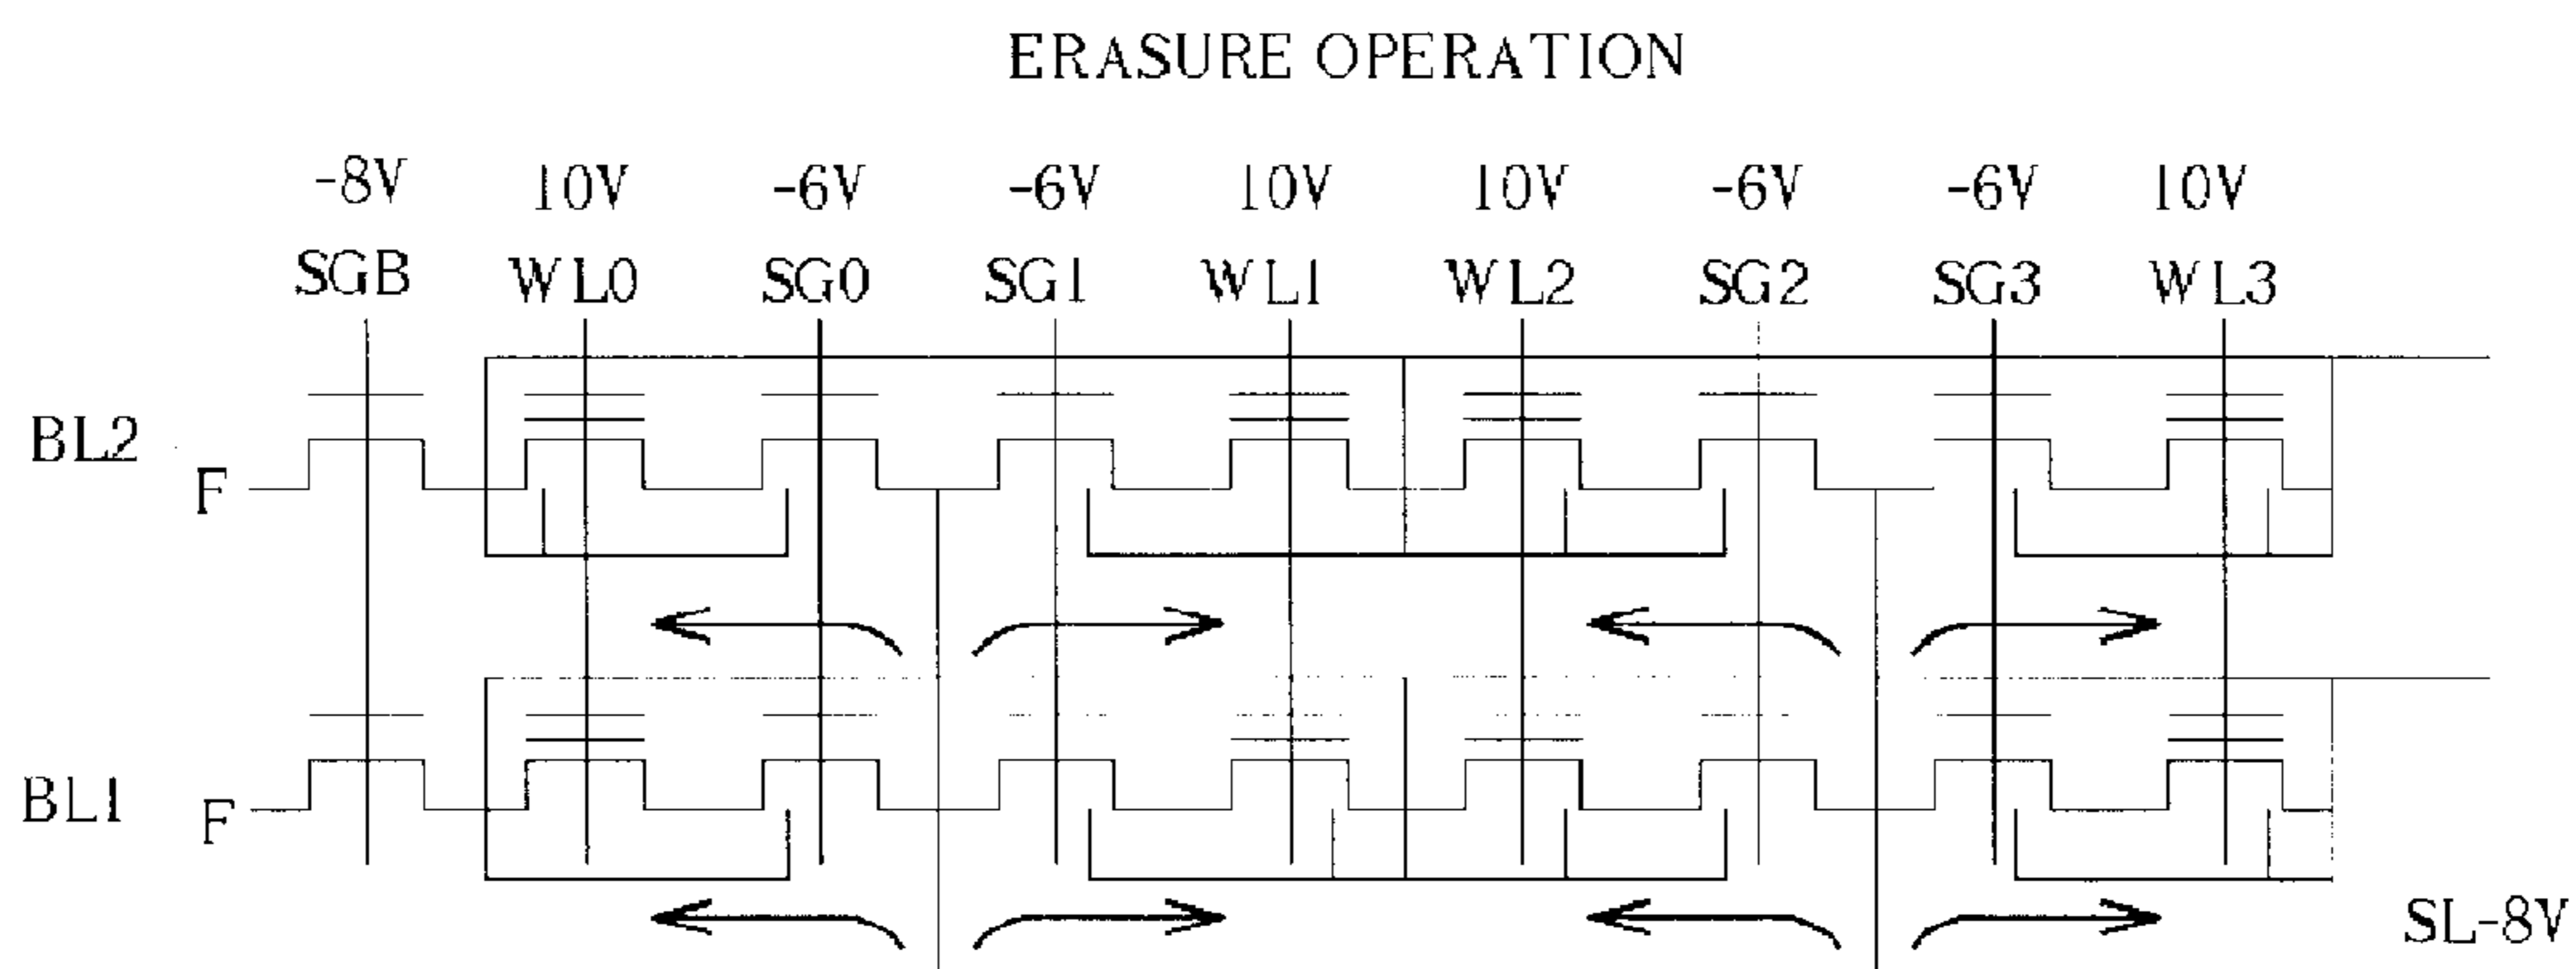 ERASURE OPERATION
-8V 10V -6V -6V 10V 10V -6V -6V 10V
SGB WL0 SG0 SG1 WL1 WL2 SG2 SG3 WL3
BL2
F
BL1
F
SL-8V